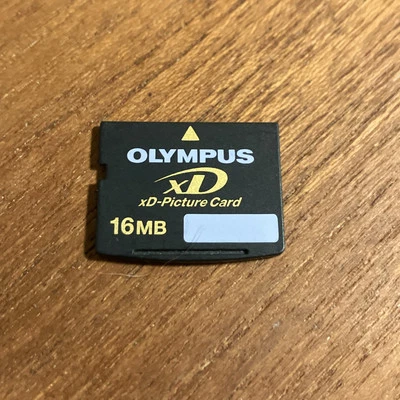 OLYMPUS
xD
xD-Picture Card
16MB